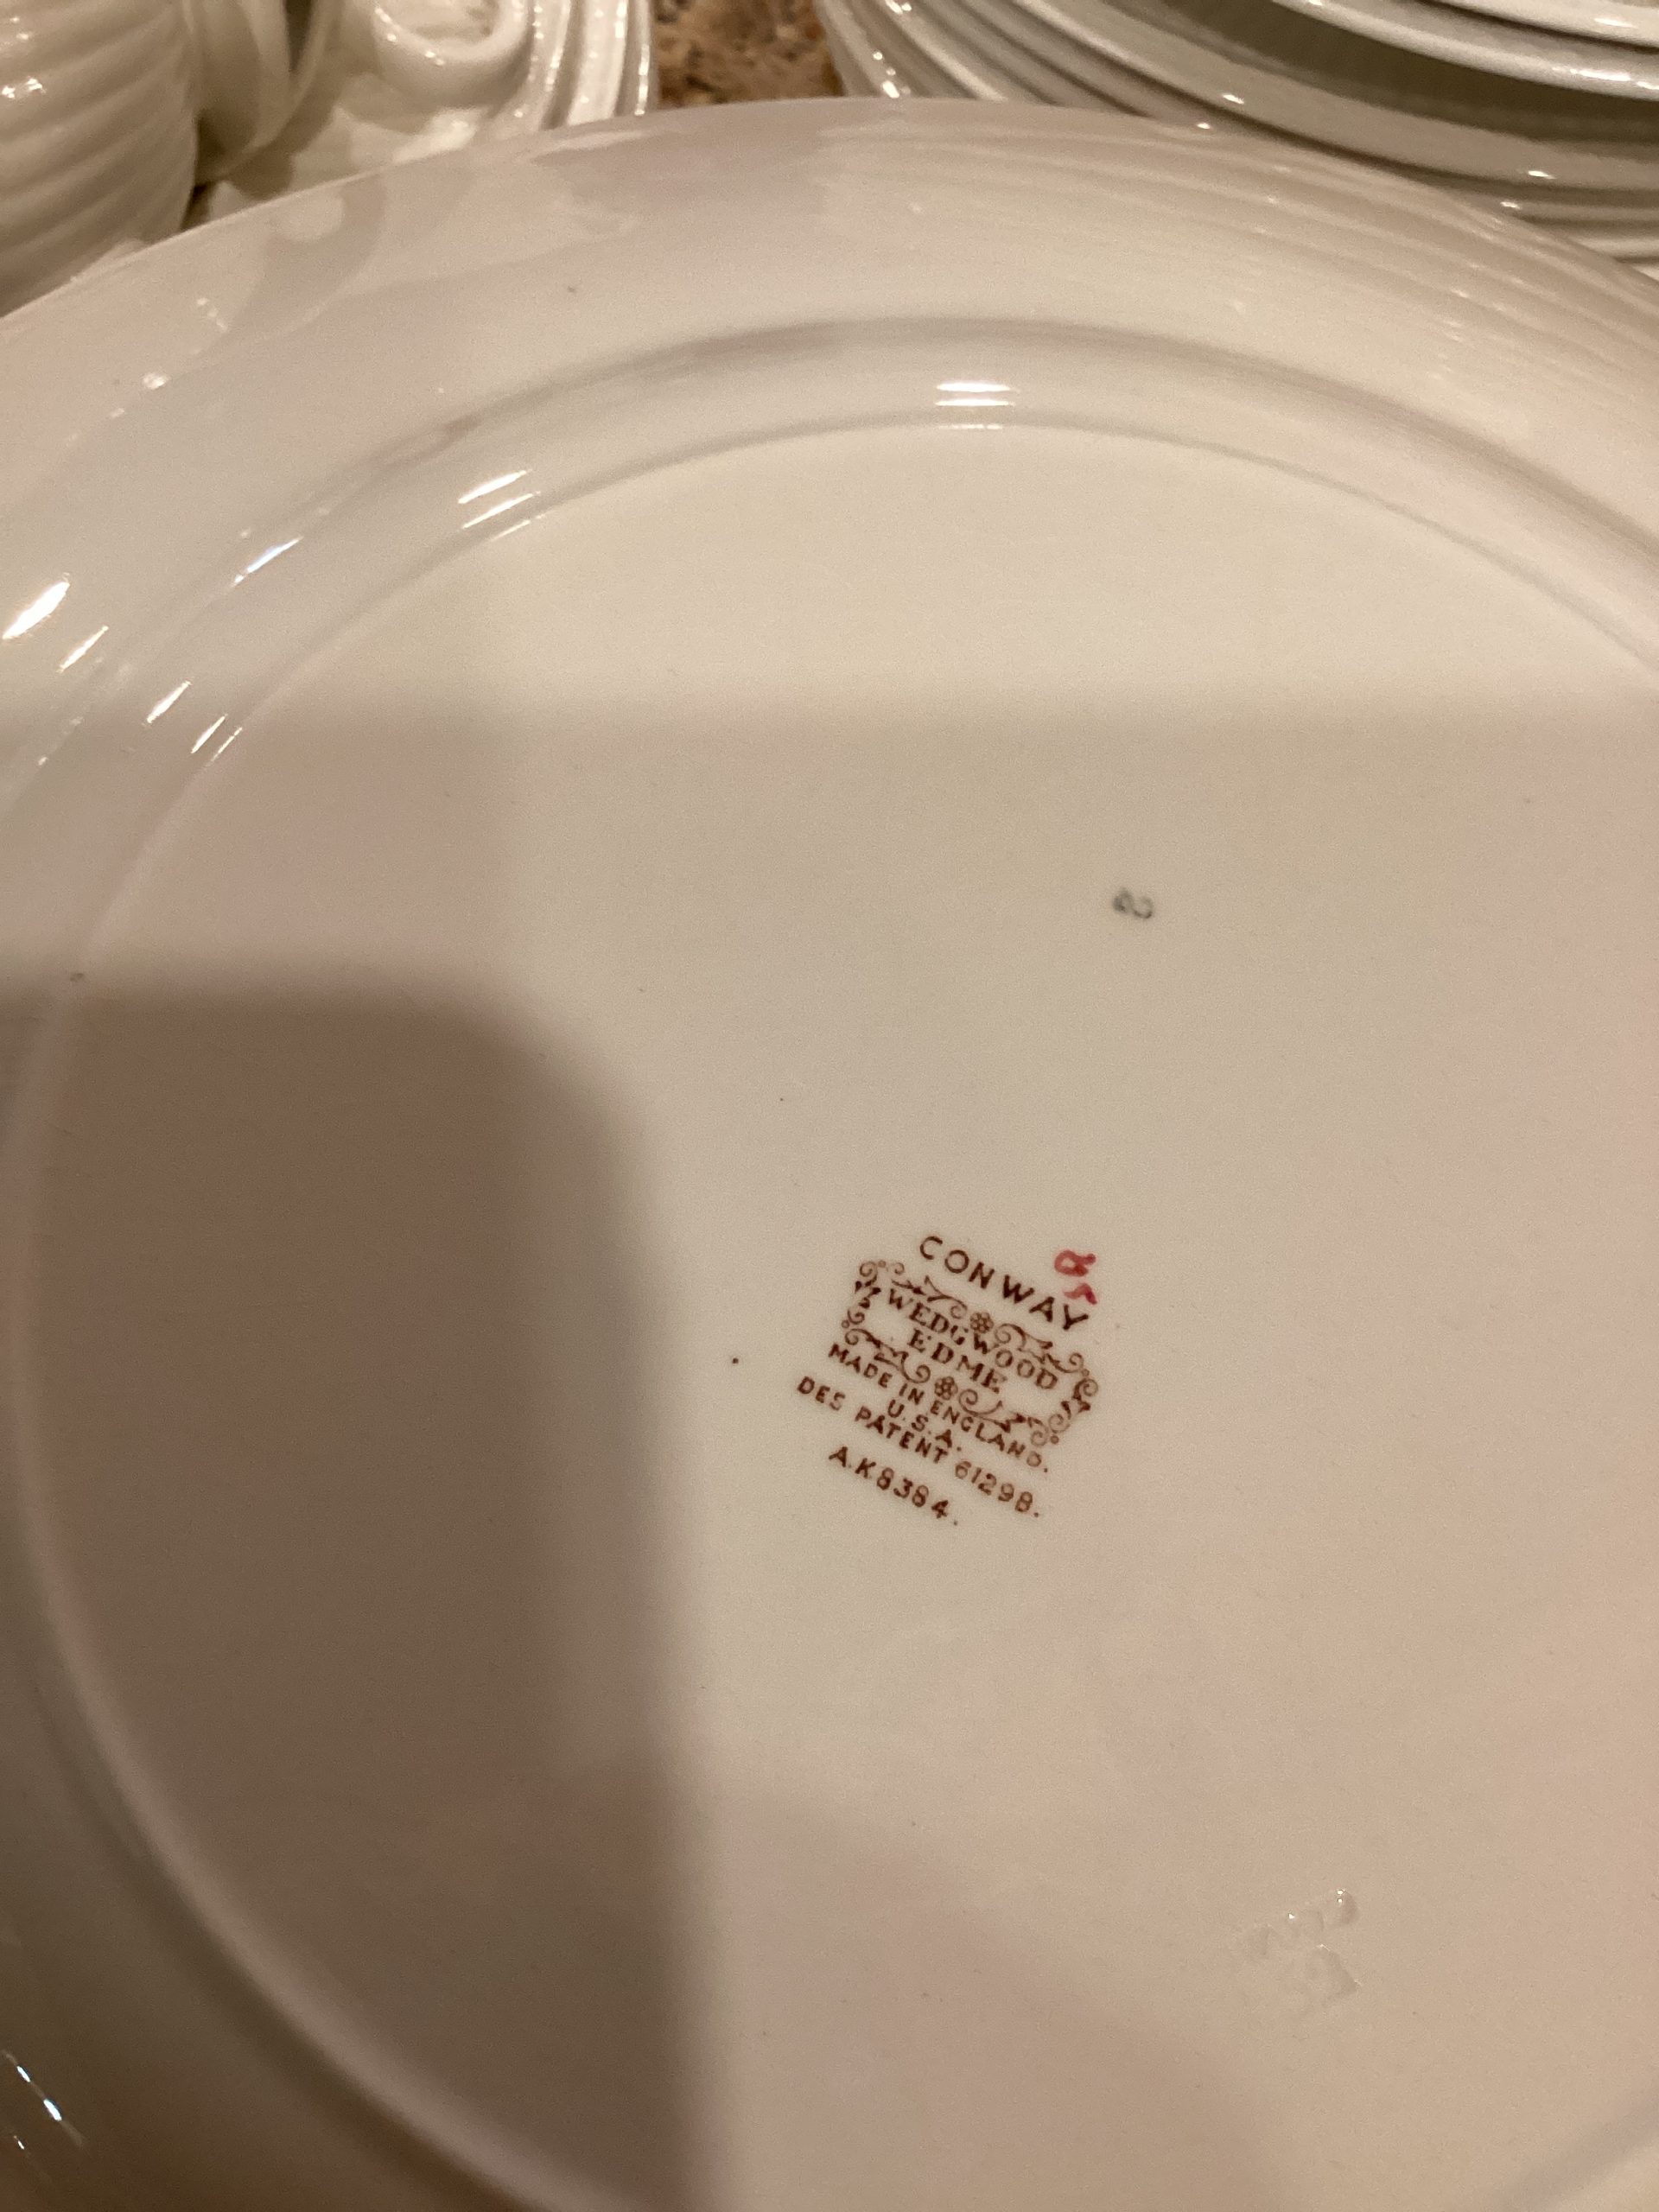 CONWAY
WEDGWOOD
EDME
MADE IN ENGLAND.
U.S.A.
DES PATENT 61298.
A.K8384.